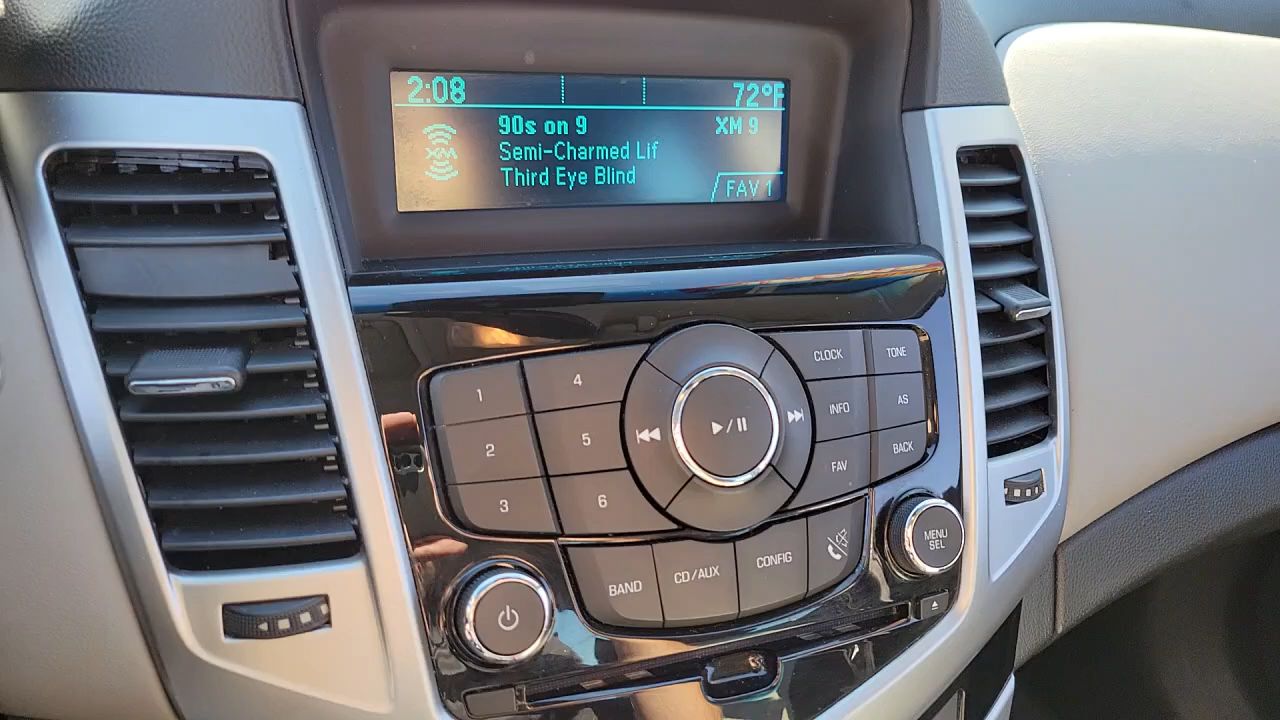 2:08 72°F
90s on 9 XM 9
XM Semi-Charmed Lif
Third Eye Blind
FAV 1
CLOCK TONE
1 4
INFO AS
2 5
FAV BACK
3 6
MENU
SEL
BAND CD/AUX CONFIG